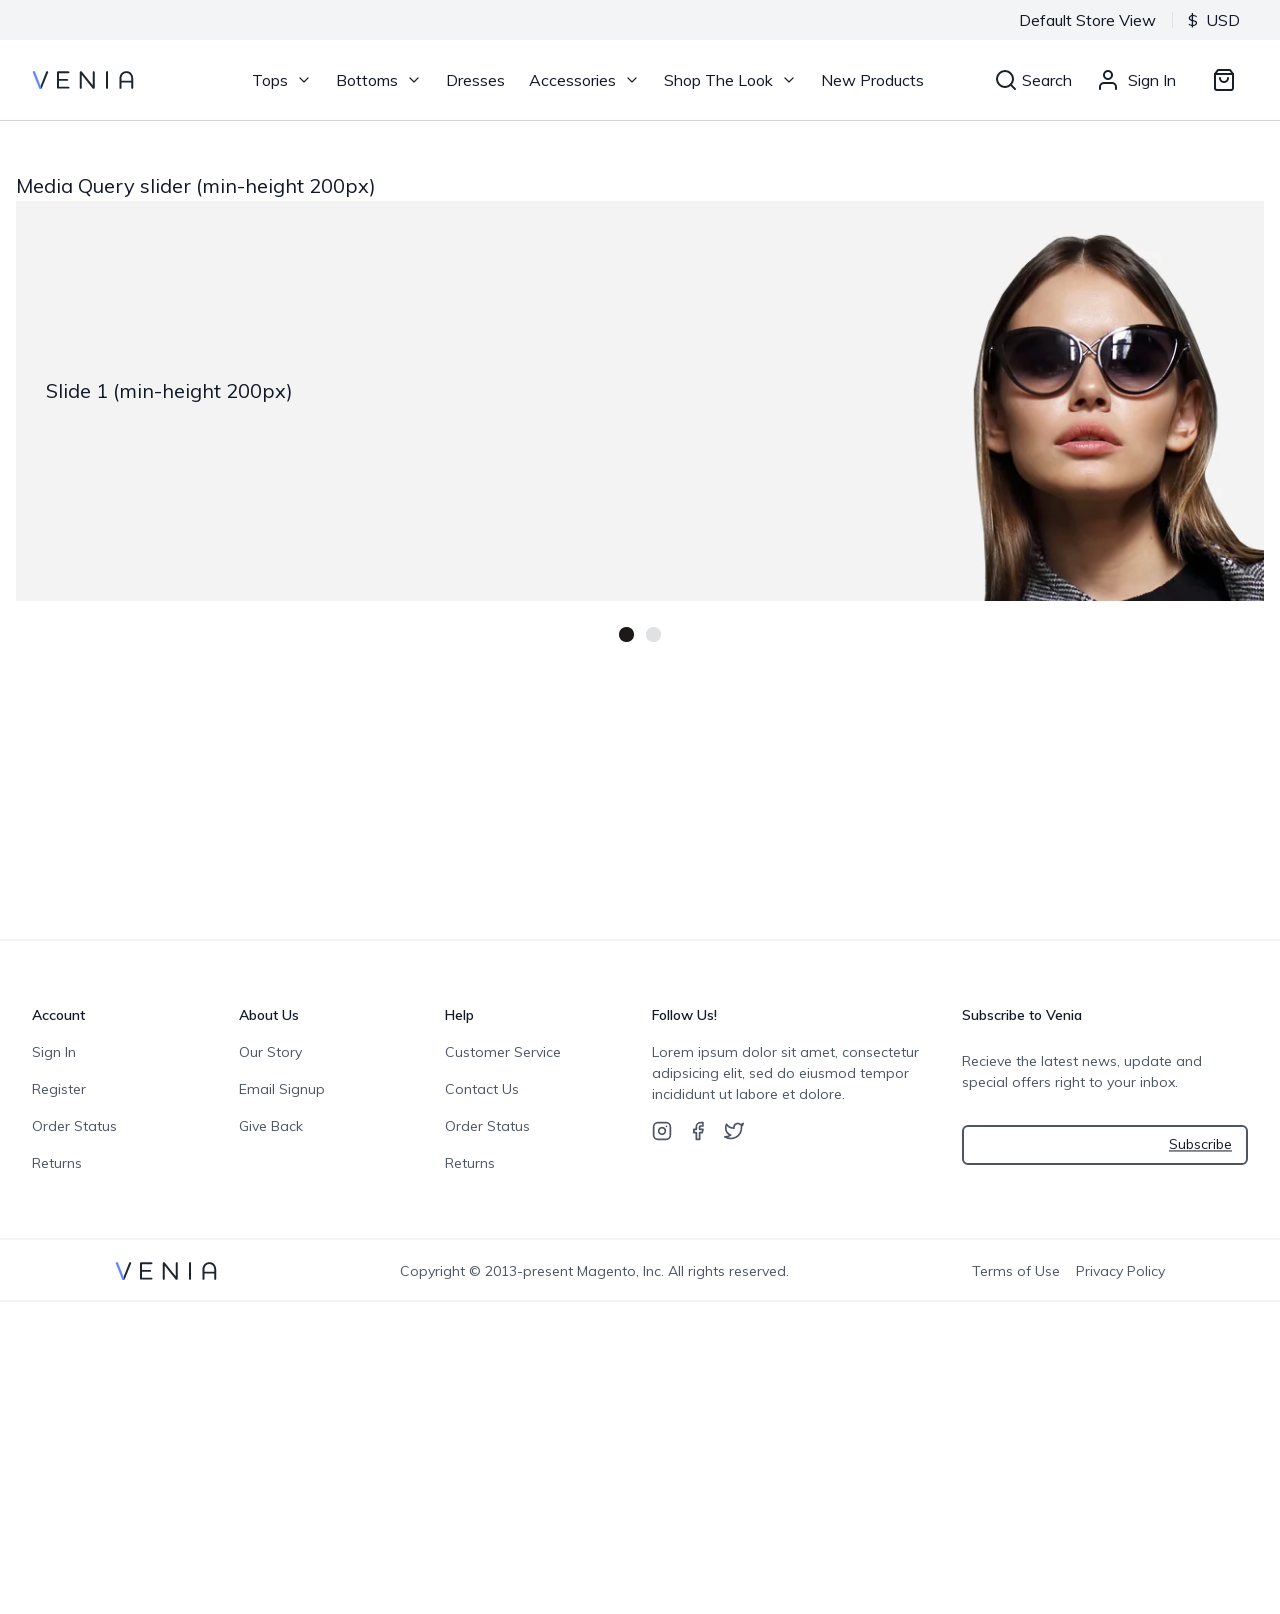 Default Store View
$ USD
VENIA
Tops
Bottoms
Dresses
Accessories
Shop The Look
New Products
Search
Sign In
Media Query slider (min-height 200px)
Slide 1 (min-height 200px)
Account
Sign In
Register
Order Status
Returns
About Us
Our Story
Email Signup
Give Back
Help
Customer Service
Contact Us
Order Status
Returns
Follow Us!
Lorem ipsum dolor sit amet, consectetur
adipsicing elit, sed do eiusmod tempor
incididunt ut labore et dolore.
Subscribe to Venia
Recieve the latest news, update and
special offers right to your inbox.
Subscribe
VENIA
Copyright © 2013-present Magento, Inc. All rights reserved.
Terms of Use
Privacy Policy